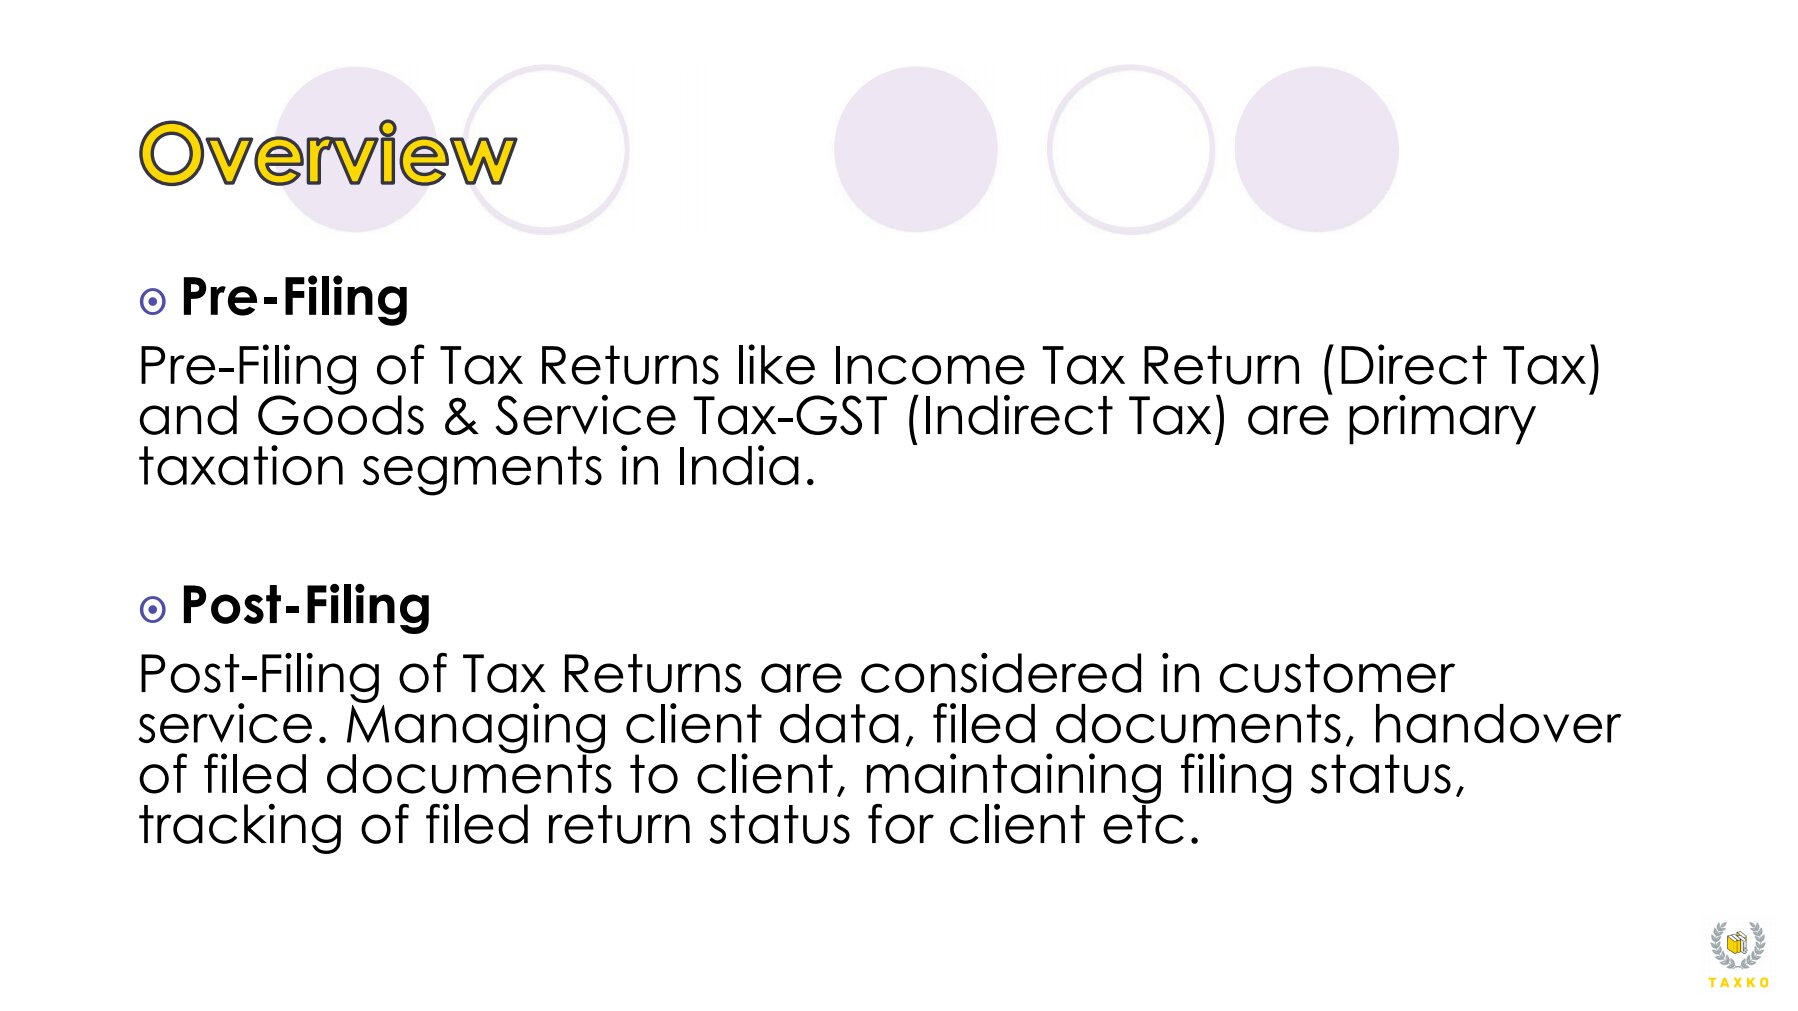 Overview
Pre-Filing
Pre-Filing of Tax Returns like Income Tax Return (Direct Tax)
and Goods & Service Tax-GST (Indirect Tax) are primary
taxation segments in India.
Post-Filing
Post-Filing of Tax Returns are considered in customer
service. Managing client data, filed documents, handover
of filed documents to client, maintaining filing status,
tracking of filed return status for client etc.
TAXKO